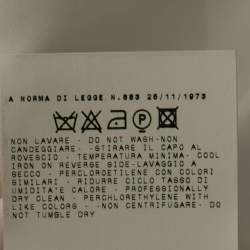 A NORMA DI LEGGE N.883 26/11/1973
NON LAVARE - DO NOT WASH-NON
CANDEGGIARE- -STIRARE IL CAPO AL
ROVESCIO - TEMPERATURA MINIMA- COOL
IRON ON REVERSE SIDE-LAVAGGIO A
SECCO - PERCLOROETILENE CON COLORI
SIMILARI - RIDURRE CICLO TASSO DI
UMIDITA'E CALORE - PROFESSIONALLY
DRY CLEAN - PERCHLORETHYLENE WITH
LIKE COLORS - -NON CENTRIFUGARE- DO
NOT TUMBLE DRY